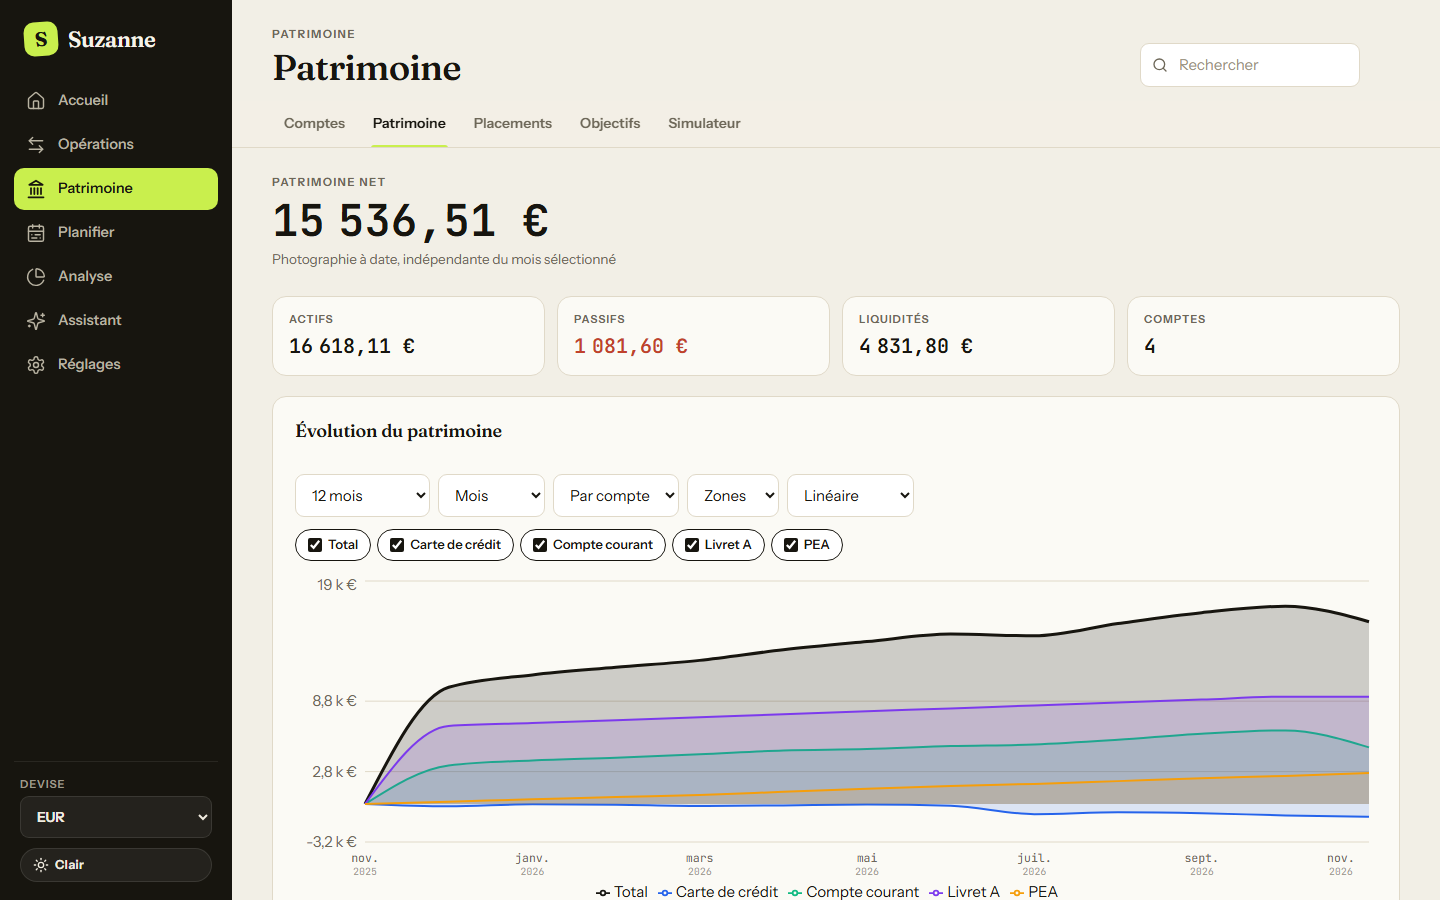 S Suzanne
Accueil
Opérations
Patrimoine
Planifier
Analyse
Assistant
Réglages
DEVISE
EUR
Clair
PATRIMOINE
Patrimoine
Rechercher
Comptes Patrimoine Placements Objectifs Simulateur
PATRIMOINE NET
15 536,51 €
Photographie à date, indépendante du mois sélectionné
ACTIFS
16 618,11 €
PASSIFS
1 081,60 €
LIQUIDITÉS
4 831,80 €
COMPTES
4
Évolution du patrimoine
12 mois Mois Par compte Zones Linéaire
Total Carte de crédit Compte courant Livret A PEA
19 k €
8,8 k €
2,8 k €
-3,2 k €
nov. janv. mars mai juil. sept. nov.
2025 2026 2026 2026 2026 2026 2026
Total Carte de crédit Compte courant Livret A PEA